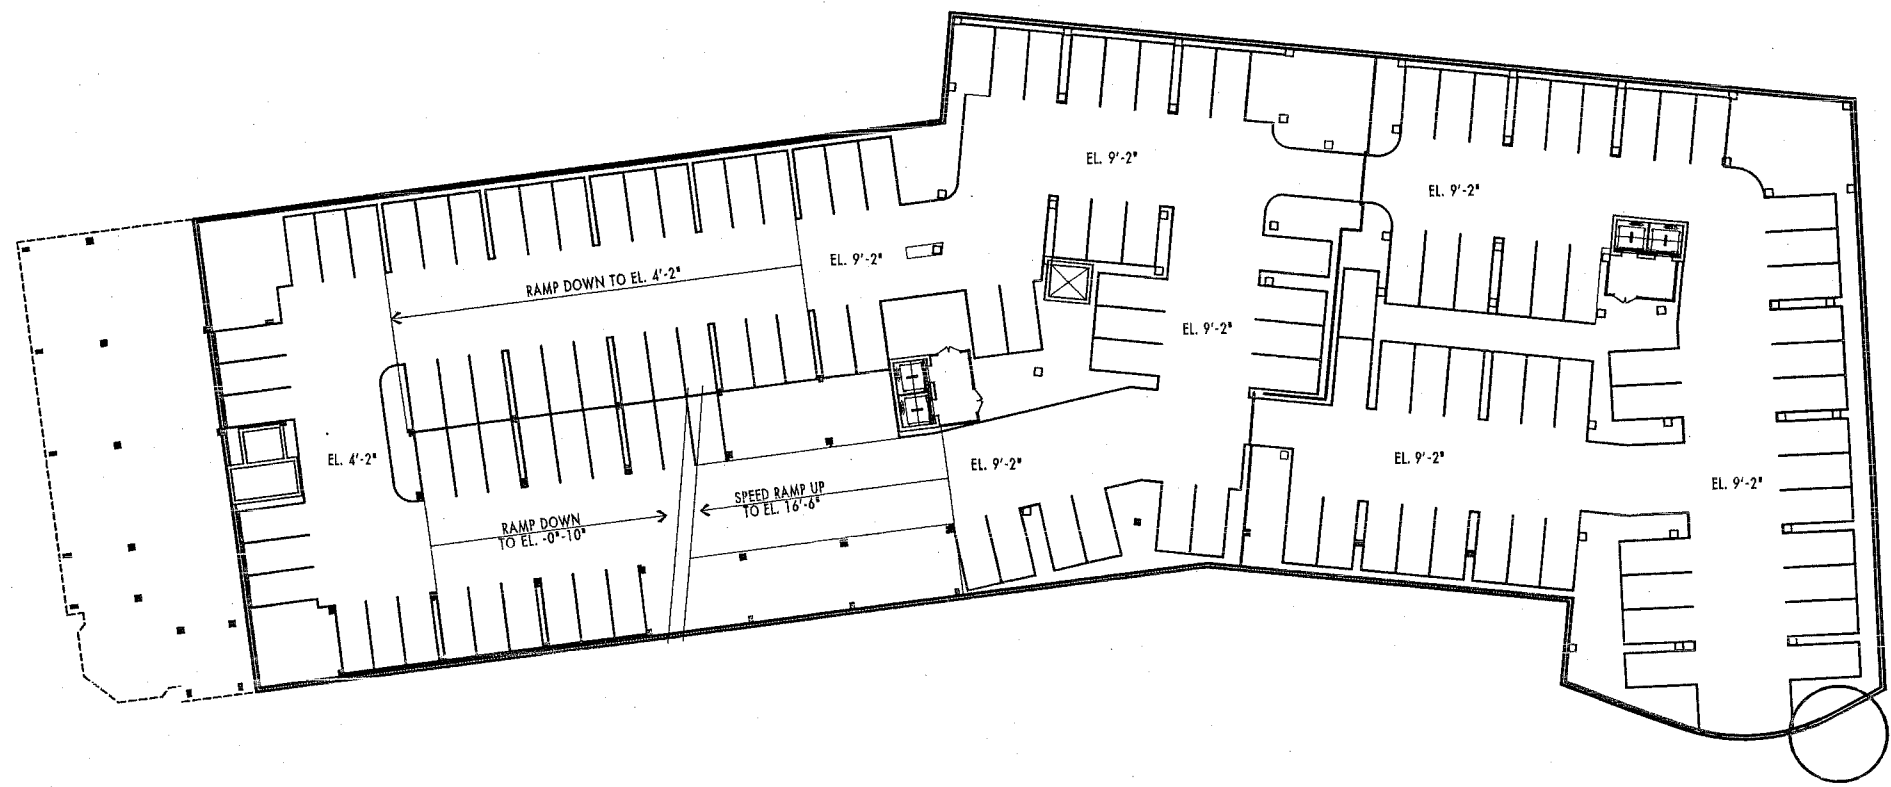 EL. 9'-2"
EL. 9'-2"
EL. 9'-2"
RAMP DOWN TO EL. 4'-2"
EL. 9'-2"
EL. 4'-2"
EL. 9'-2"
EL. 9'-2"
EL. 9'-2"
SPEED RAMP UP
TO EL. 16'-6"
RAMP DOWN
TO EL. -0'-10"